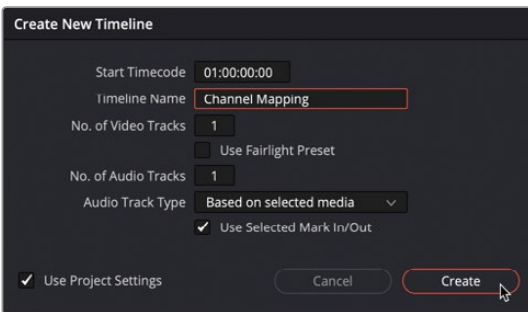 Create New Timeline
Start Timecode 01:00:00:00
Timeline Name Channel Mapping
No. of Video Tracks 1
Use Fairlight Preset
No. of Audio Tracks 1
Audio Track Type Based on selected media
Use Selected Mark In/Out
Use Project Settings Cancel Create